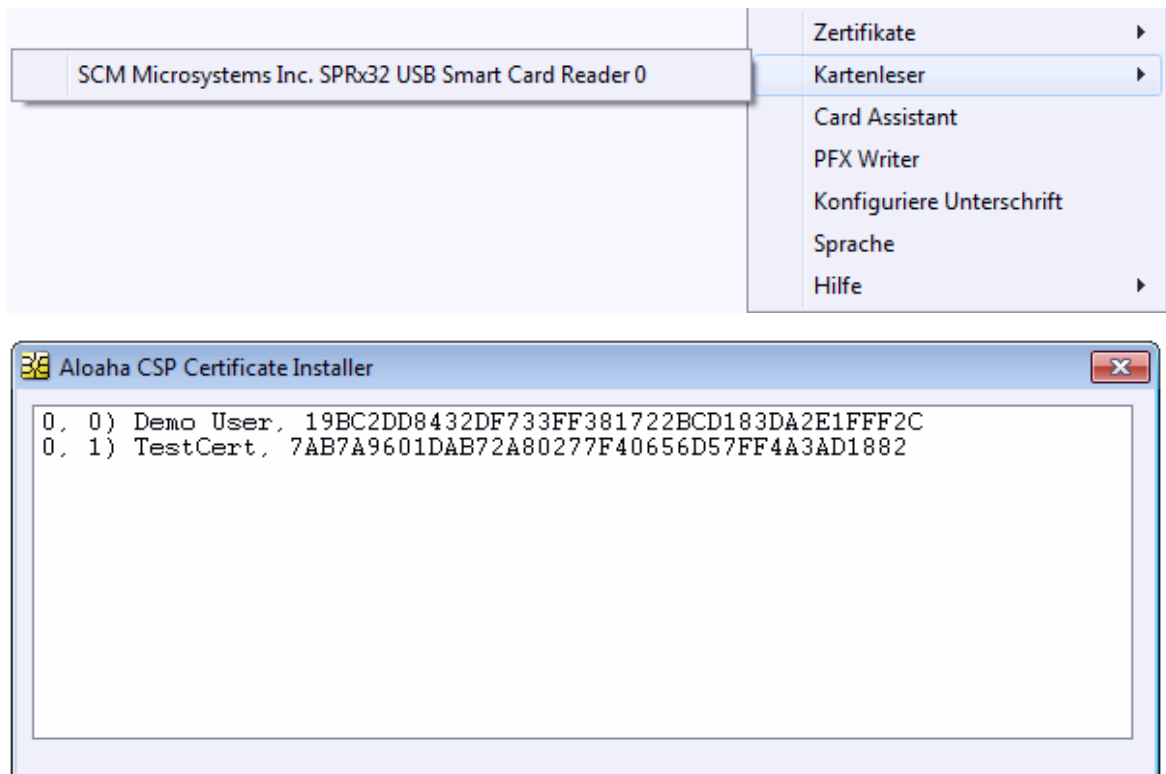 Zertifikate
SCM Microsystems Inc. SPRx32 USB Smart Card Reader 0
Kartenleser
Card Assistant
PFX Writer
Konfiguriere Unterschrift
Sprache
Hilfe
Aloaha CSP Certificate Installer
0, 0) Demo User, 19BC2DD8432DF733FF381722BCD183DA2E1FFF2C
0, 1) TestCert, 7AB7A9601DAB72A80277F40656D57FF4A3AD1882